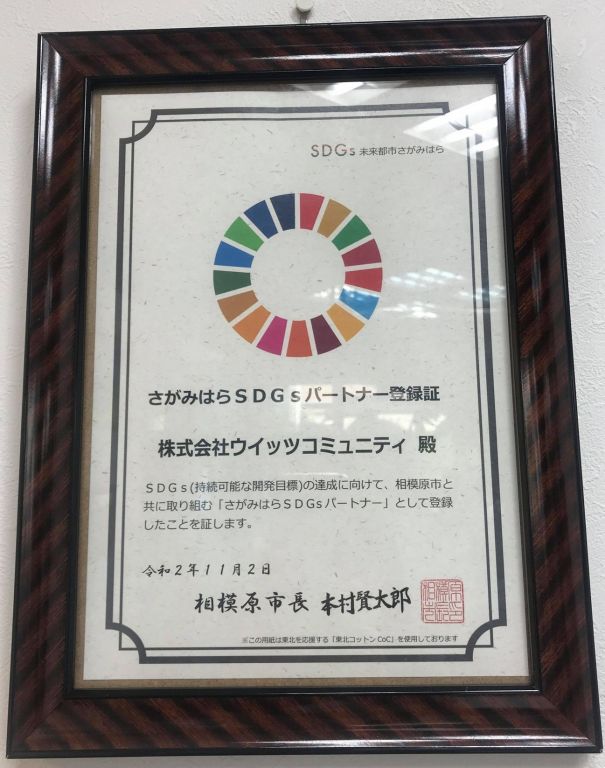 SDGs 未来都市さがみはら
さがみはらＳＤＧｓパートナー登録証
株式会社ウイッツコミュニティ 殿
ＳＤＧｓ(持続可能な開発目標)の達成に向けて、相模原市と
共に取り組む「さがみはらＳＤＧsパートナー」として登録
したことを証します。
令和２年１１月２日
相模原市長 本村賢太郎
※この用紙は東北を応援する「東北コットンCoC」を使用しております